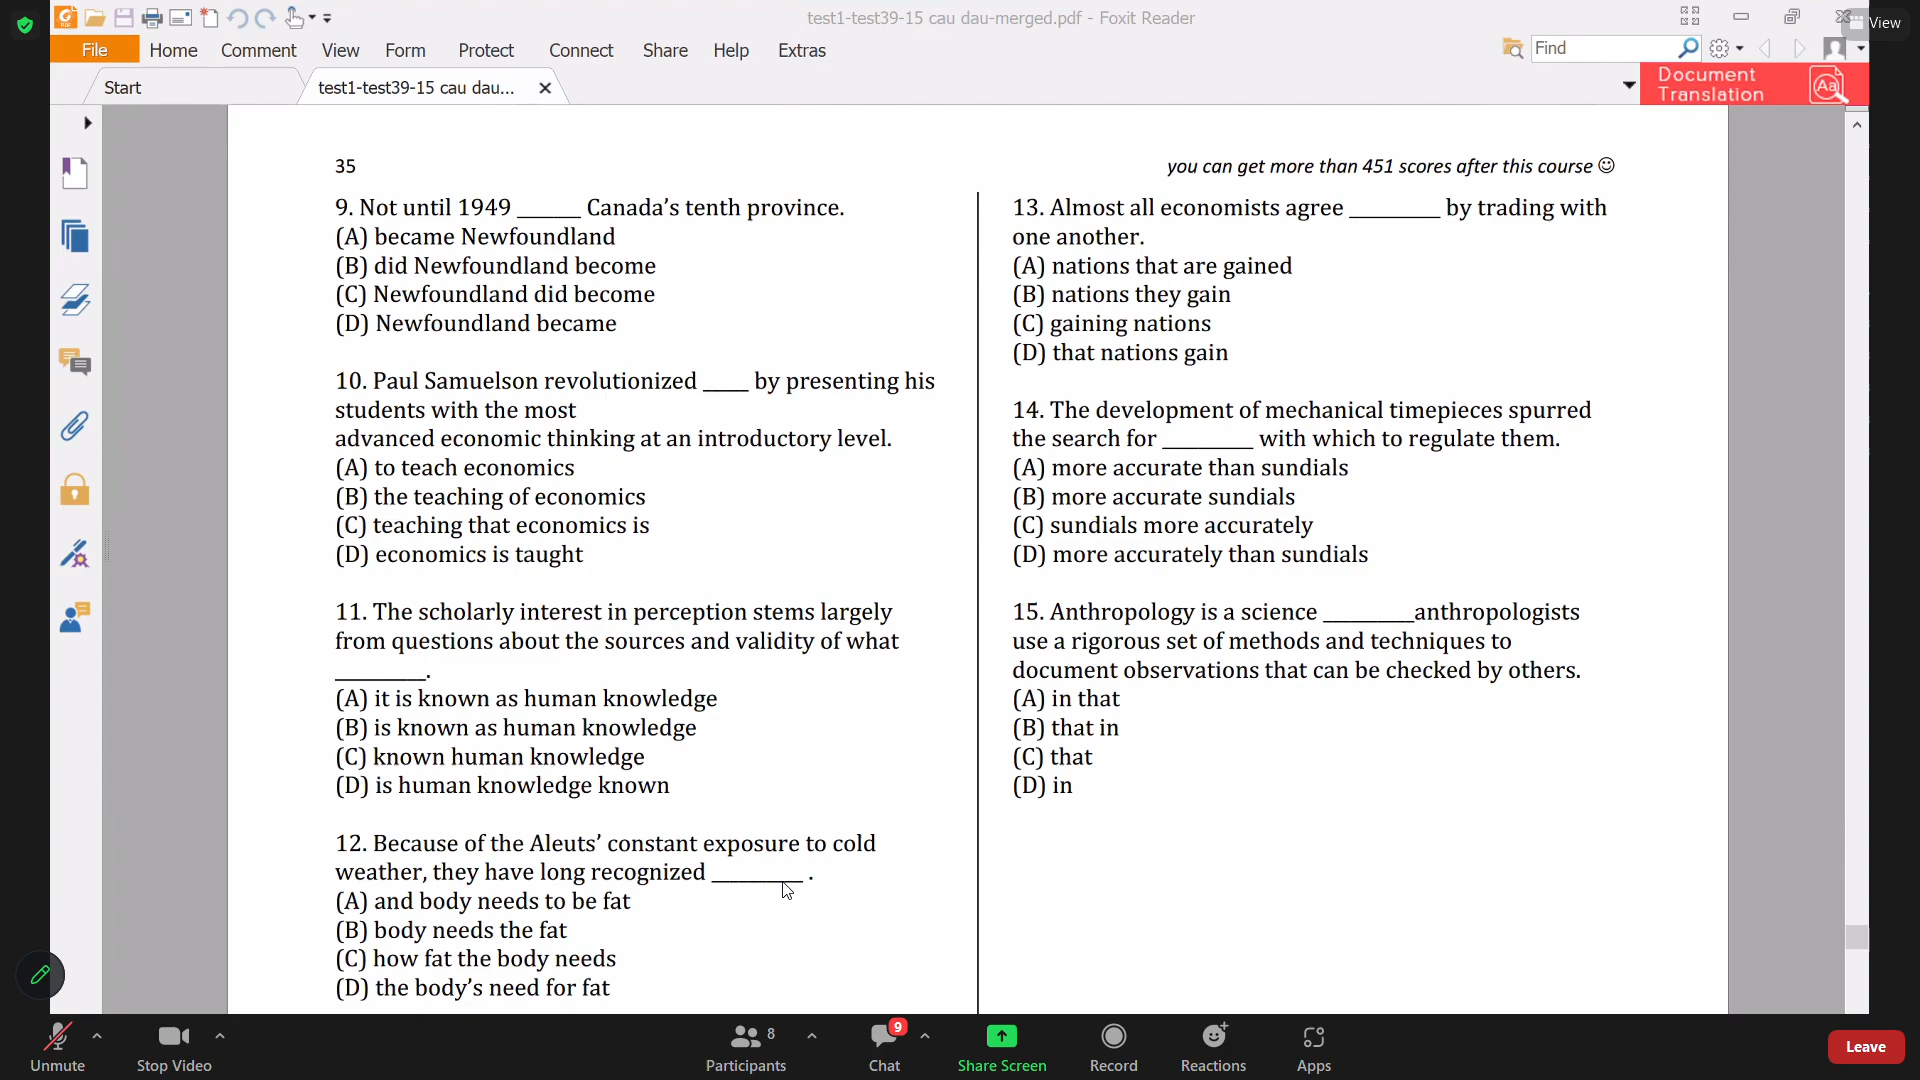 test1-test39-15 cau dau-merged.pdf - Foxit Reader
View
File
Home
Comment
View
Form
Protect
Connect
Share
Help
Extras
Find
Start
test1-test39-15 cau dau...
Document
Translation
Aa
35
you can get more than 451 scores after this course ☺
9. Not until 1949 ______ Canada’s tenth province.
(A) became Newfoundland
(B) did Newfoundland become
(C) Newfoundland did become
(D) Newfoundland became
10. Paul Samuelson revolutionized _____ by presenting his
students with the most
advanced economic thinking at an introductory level.
(A) to teach economics
(B) the teaching of economics
(C) teaching that economics is
(D) economics is taught
11. The scholarly interest in perception stems largely
from questions about the sources and validity of what
__________.
(A) it is known as human knowledge
(B) is known as human knowledge
(C) known human knowledge
(D) is human knowledge known
12. Because of the Aleuts’ constant exposure to cold
weather, they have long recognized __________ .
(A) and body needs to be fat
(B) body needs the fat
(C) how fat the body needs
(D) the body’s need for fat
13. Almost all economists agree __________ by trading with
one another.
(A) nations that are gained
(B) nations they gain
(C) gaining nations
(D) that nations gain
14. The development of mechanical timepieces spurred
the search for __________ with which to regulate them.
(A) more accurate than sundials
(B) more accurate sundials
(C) sundials more accurately
(D) more accurately than sundials
15. Anthropology is a science __________anthropologists
use a rigorous set of methods and techniques to
document observations that can be checked by others.
(A) in that
(B) that in
(C) that
(D) in
Unmute
Stop Video
Participants
8
Chat
9
Share Screen
Record
Reactions
Apps
Leave